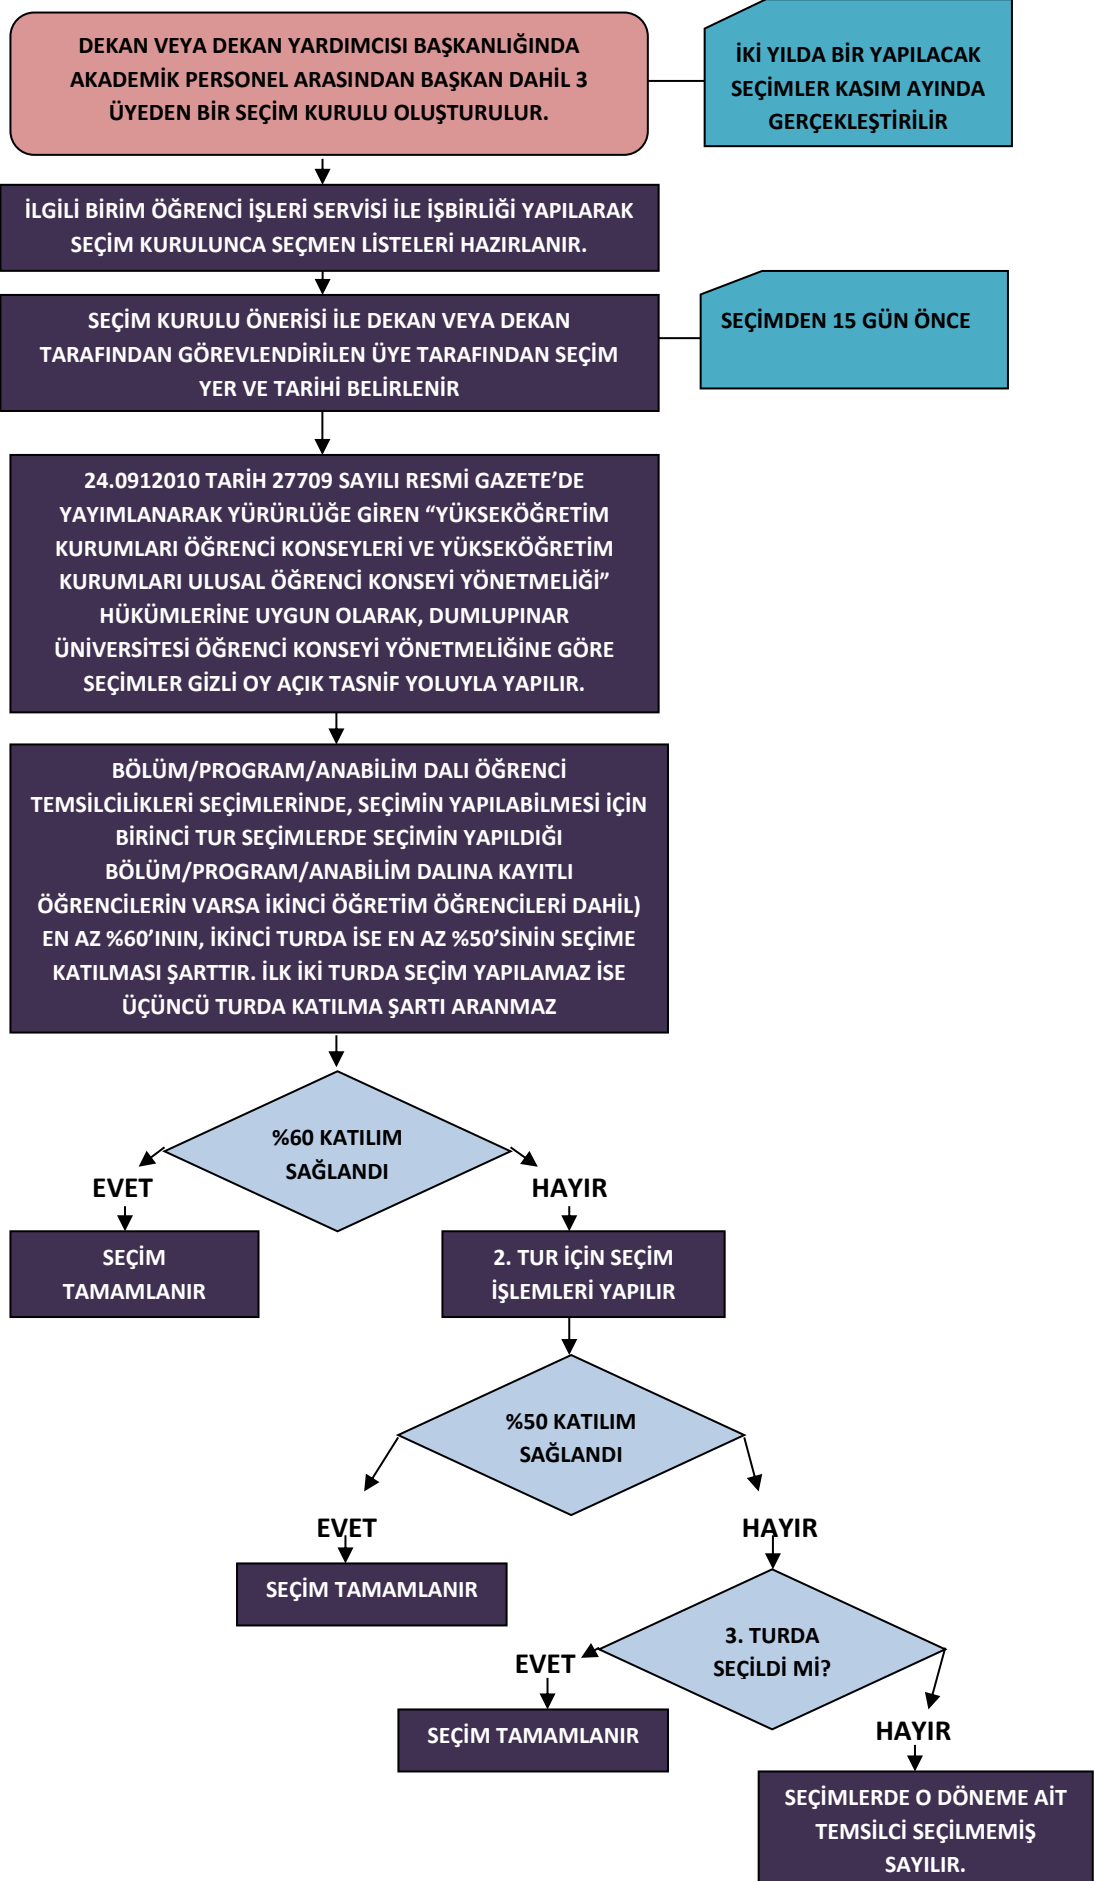 DEKAN VEYA DEKAN YARDIMCISI BAŞKANLIĞINDA
AKADEMİK PERSONEL ARASINDAN BAŞKAN DAHİL 3
ÜYEDEN BİR SEÇİM KURULU OLUŞTURULUR.
İKİ YILDA BİR YAPILACAK
SEÇİMLER KASIM AYINDA
GERÇEKLEŞTİRİLİR
İLGİLİ BİRİM ÖĞRENCİ İŞLERİ SERVİSİ İLE İŞBİRLİĞİ YAPILARAK
SEÇİM KURULUNCA SEÇMEN LİSTELERİ HAZIRLANIR.
SEÇİM KURULU ÖNERİSİ İLE DEKAN VEYA DEKAN
TARAFINDAN GÖREVLENDİRİLEN ÜYE TARAFINDAN SEÇİM
YER VE TARİHİ BELİRLENİR
SEÇİMDEN 15 GÜN ÖNCE
24.0912010 TARİH 27709 SAYILI RESMİ GAZETE’DE
YAYIMLANARAK YÜRÜRLÜĞE GİREN “YÜKSEKÖĞRETİM
KURUMLARI ÖĞRENCİ KONSEYLERİ VE YÜKSEKÖĞRETİM
KURUMLARI ULUSAL ÖĞRENCİ KONSEYİ YÖNETMELİĞİ”
HÜKÜMLERİNE UYGUN OLARAK, DUMLUPINAR
ÜNİVERSİTESİ ÖĞRENCİ KONSEYİ YÖNETMELİĞİNE GÖRE
SEÇİMLER GİZLİ OY AÇIK TASNİF YOLUYLA YAPILIR.
BÖLÜM/PROGRAM/ANABİLİM DALI ÖĞRENCİ
TEMSİLCİLİKLERİ SEÇİMLERİNDE, SEÇİMİN YAPILABİLMESİ İÇİN
BİRİNCİ TUR SEÇİMLERDE SEÇİMİN YAPILDIĞI
BÖLÜM/PROGRAM/ANABİLİM DALINA KAYITLI
ÖĞRENCİLERİN VARSA İKİNCİ ÖĞRETİM ÖĞRENCİLERİ DAHİL)
EN AZ %60’ININ, İKİNCİ TURDA İSE EN AZ %50’SİNİN SEÇİME
KATILMASI ŞARTTIR. İLK İKİ TURDA SEÇİM YAPILAMAZ İSE
ÜÇÜNCÜ TURDA KATILMA ŞARTI ARANMAZ
%60 KATILIM
SAĞLANDI
EVET
HAYIR
SEÇİM
TAMAMLANIR
2. TUR İÇİN SEÇİM
İŞLEMLERİ YAPILIR
%50 KATILIM
SAĞLANDI
EVET
HAYIR
SEÇİM TAMAMLANIR
3. TURDA
SEÇİLDİ Mİ?
EVET
HAYIR
SEÇİM TAMAMLANIR
SEÇİMLERDE O DÖNEME AİT
TEMSİLCİ SEÇİLMEMİŞ
SAYILIR.